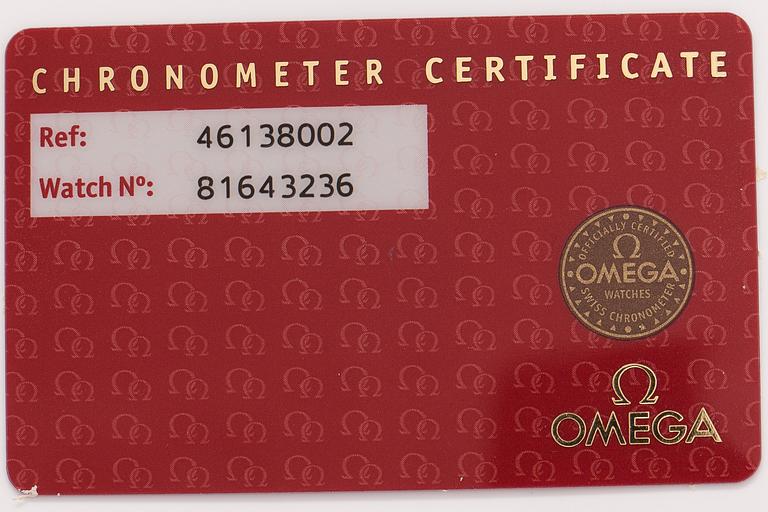 CHRONOMETER CERTIFICATE
Ref: 46138002
Watch Nº: 81643236
OFFICIALLY CERTIFIED
Ω
OMEGA
WATCHES
SWISS CHRONOMETER
Ω
OMEGA